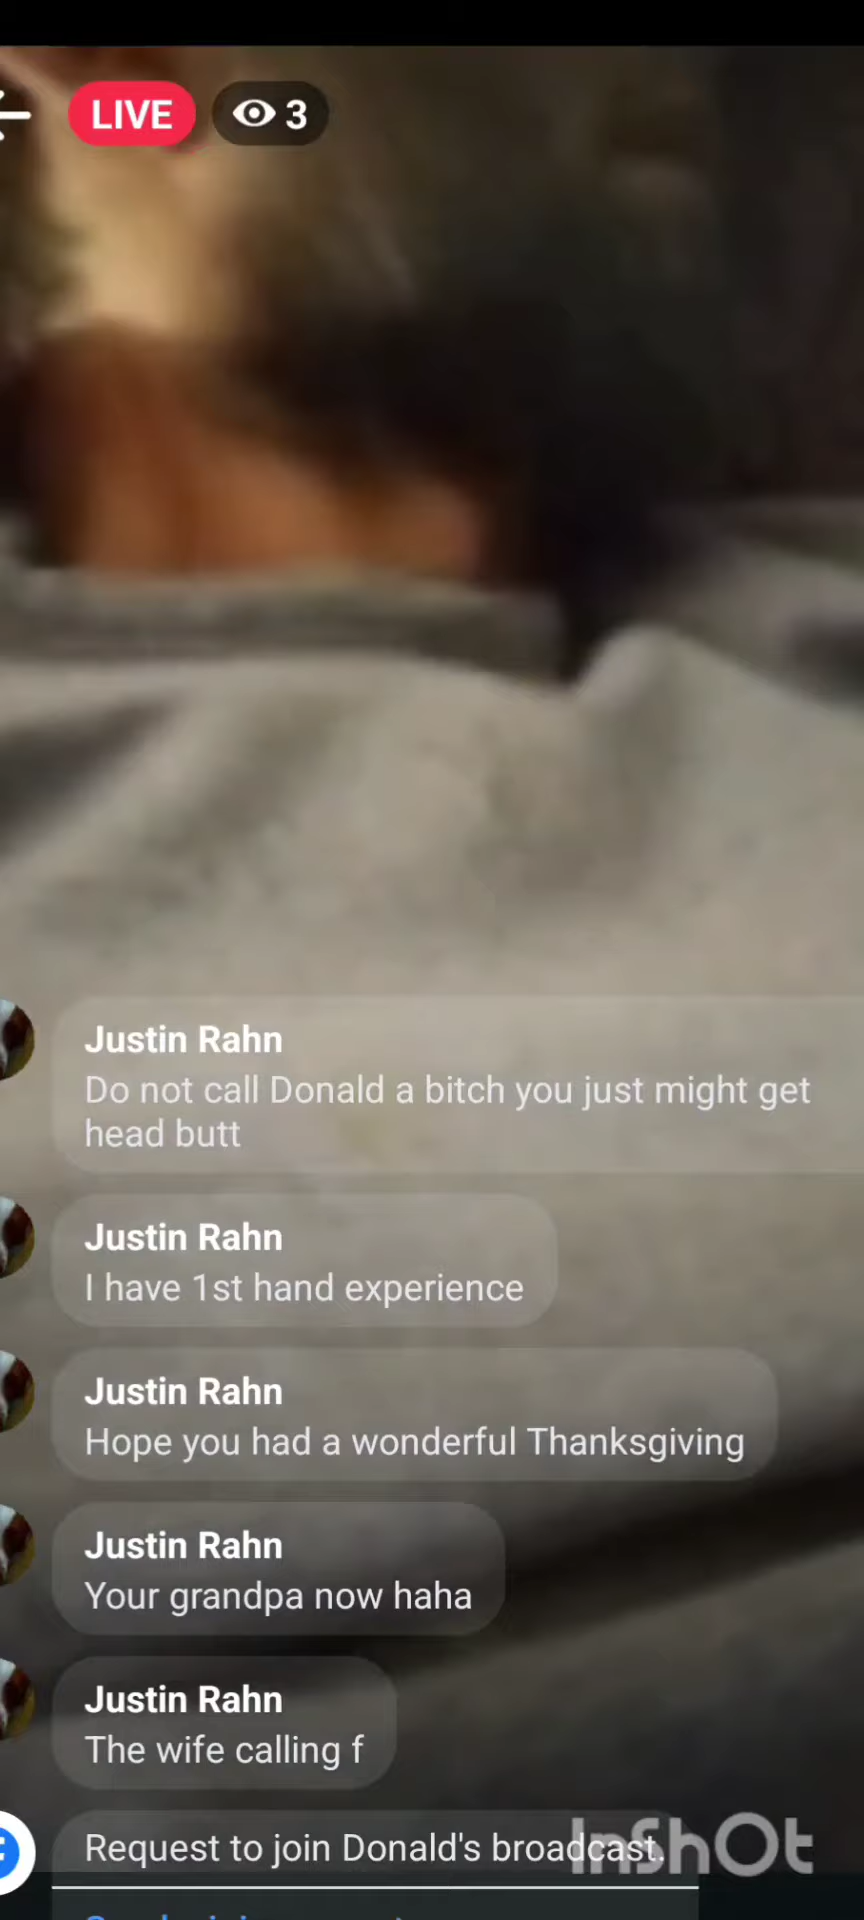 LIVE 3
Justin Rahn
Do not call Donald a bitch you just might get
head butt
Justin Rahn
I have 1st hand experience
Justin Rahn
Hope you had a wonderful Thanksgiving
Justin Rahn
Your grandpa now haha
Justin Rahn
The wife calling f
Request to join Donald's broadcast.
InShOt